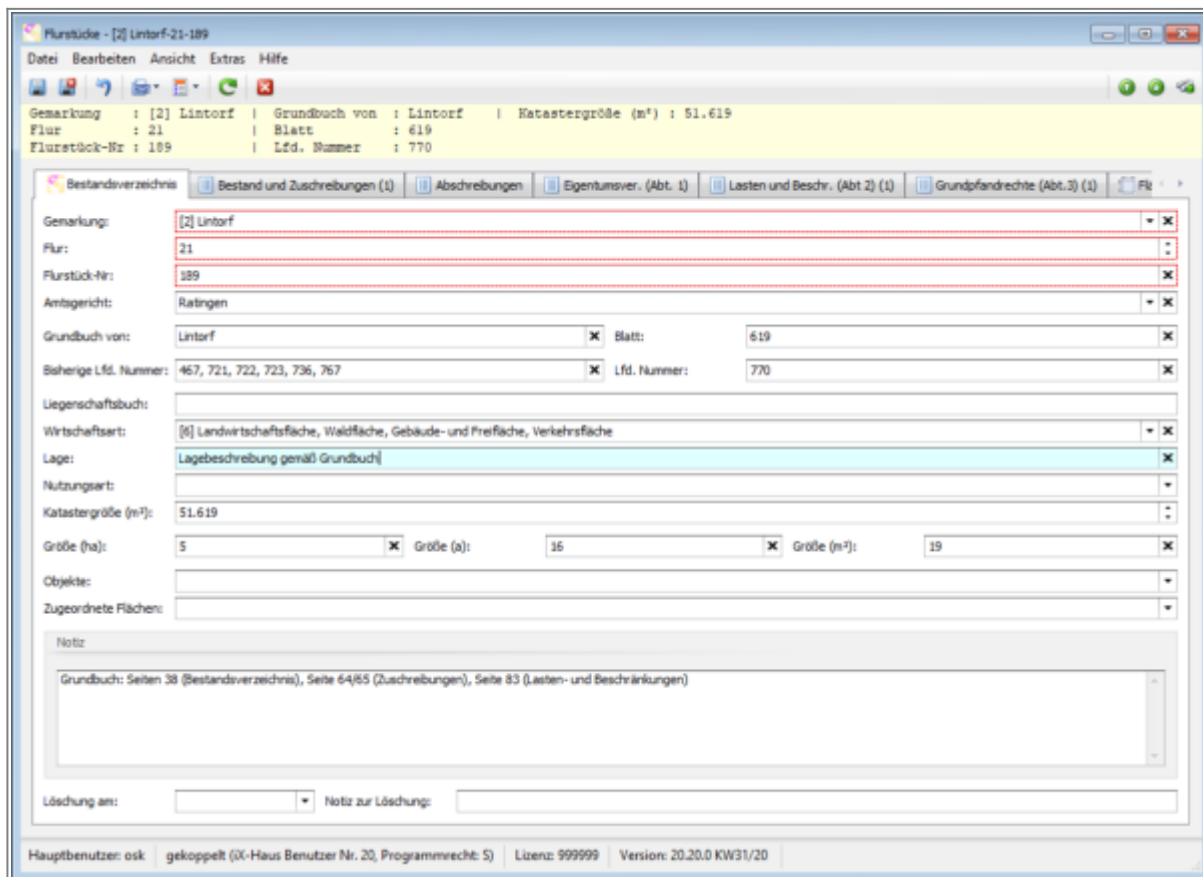 Flurstücke - [2] Lintorf-21-189
Datei Bearbeiten Ansicht Extras Hilfe
Gemarkung : [2] Lintorf | Grundbuch von : Lintorf | Katastergröße (m²) : 51.619
Flur : 21 | Blatt : 619
Flurstück-Nr : 189 | Lfd. Nummer : 770
Bestandsverzeichnis Bestand und Zuschreibungen (1) Abschreibungen Eigentumsver. (Abt. 1) Lasten und Beschr. (Abt 2) (1) Grundpfandrechte (Abt.3) (1)
Gemarkung: [2] Lintorf
Flur: 21
Flurstück-Nr: 189
Amtsgericht: Ratingen
Grundbuch von: Lintorf Blatt: 619
Bisherige Lfd. Nummer: 467, 721, 722, 723, 736, 767 Lfd. Nummer: 770
Liegenschaftsbuch:
Wirtschaftsart: [6] Landwirtschaftsfläche, Waldfläche, Gebäude- und Freifläche, Verkehrsfläche
Lage: Lagebeschreibung gemäß Grundbuch
Nutzungsart:
Katastergröße (m²): 51.619
Größe (ha): 5 Größe (a): 16 Größe (m²): 19
Objekte:
Zugeordnete Flächen:
Notiz
Grundbuch: Seiten 38 (Bestandsverzeichnis), Seite 64/65 (Zuschreibungen), Seite 83 (Lasten- und Beschränkungen)
Löschung am: Notiz zur Löschung:
Hauptbenutzer: osk gekoppelt (iX-Haus Benutzer Nr. 20, Programmrecht: S) Lizenz: 999999 Version: 20.20.0 KW31/20